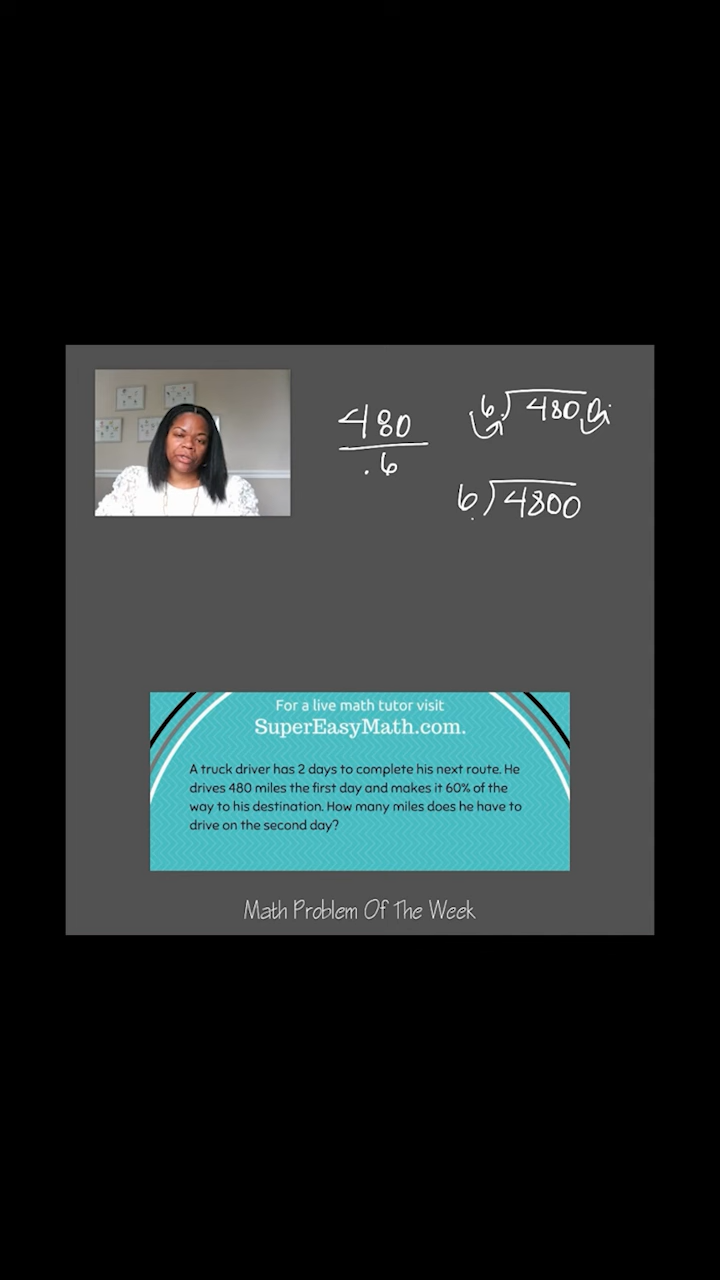 480
.6
.6)480 0.
6)4800
For a live math tutor visit
SuperEasyMath.com.
A truck driver has 2 days to complete his next route. He
drives 480 miles the first day and makes it 60% of the
way to his destination. How many miles does he have to
drive on the second day?
Math Problem Of The Week